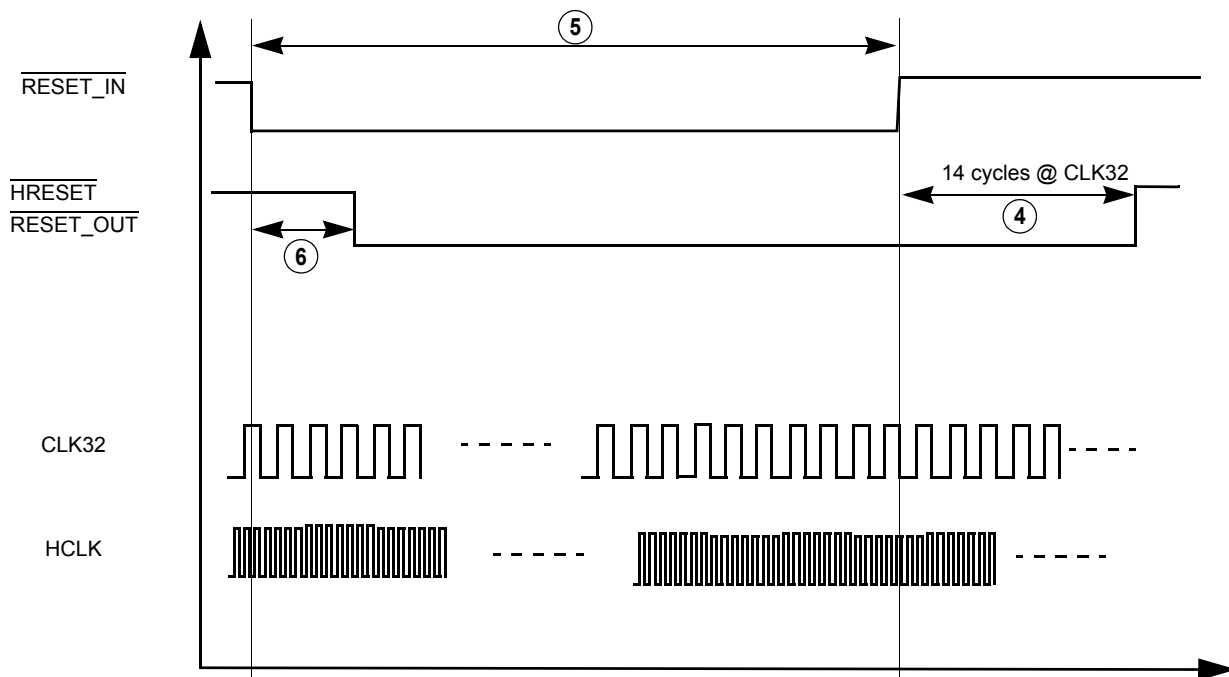 5
RESET_IN
14 cycles @ CLK32
HRESET
4
RESET_OUT
6
CLK32
HCLK